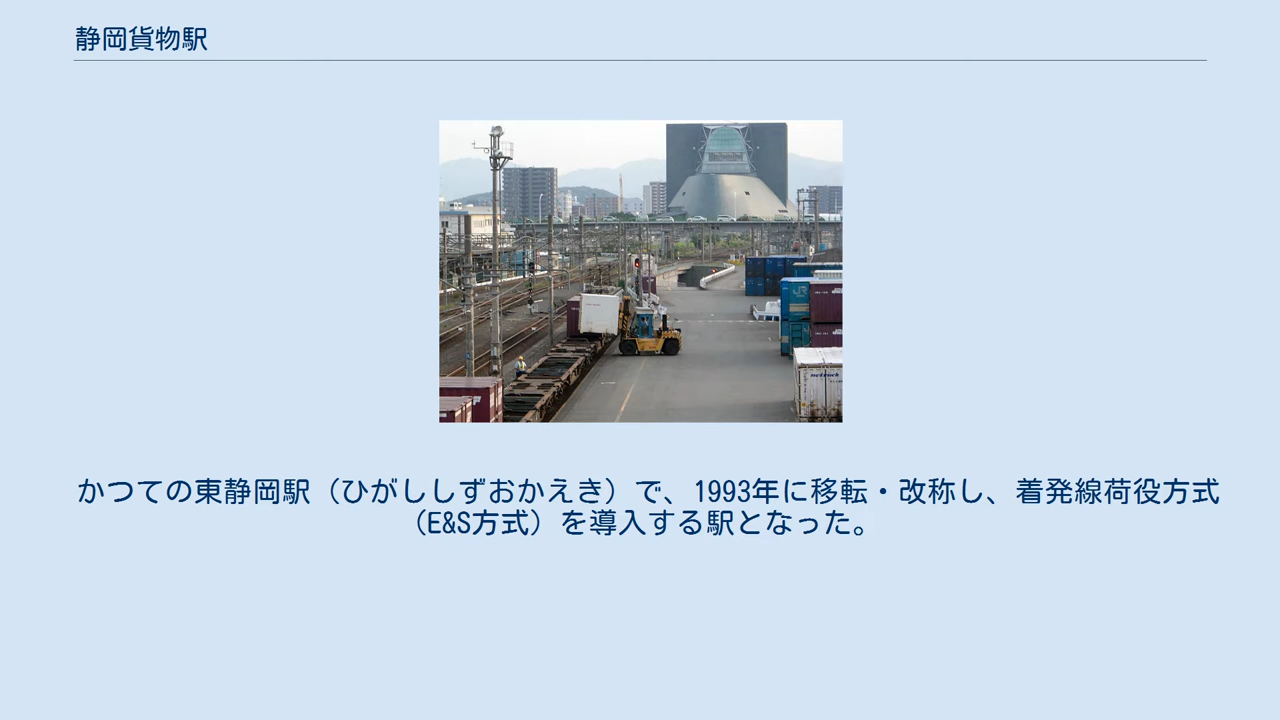 静岡貨物駅
JR
かつての東静岡駅（ひがししずおかえき）で、1993年に移転・改称し、着発線荷役方式
（E&S方式）を導入する駅となった。